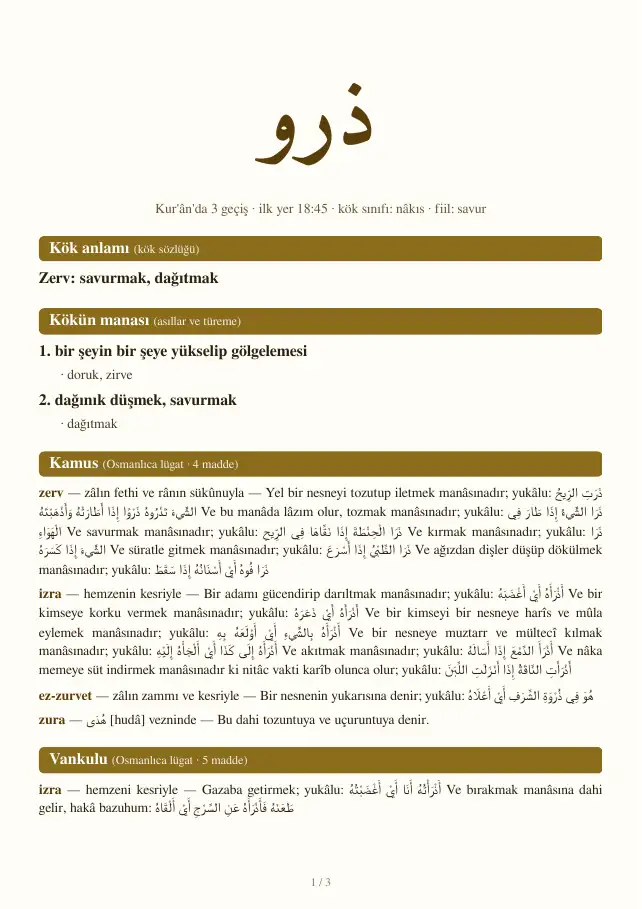 ذرو
Kur'ân'da 3 geçiş · ilk yer 18:45 · kök sınıfı: nâkıs · fiil: savur
Kök anlamı (kök sözlüğü)
Zerv: savurmak, dağıtmak
Kökün manası (asıllar ve türeme)
1. bir şeyin bir şeye yükselip gölgelemesi
· doruk, zirve
2. dağınık düşmek, savurmak
· dağıtmak
Kamus (Osmanlıca lügat · 4 madde)
zerv — zâlın fethi ve rânın sükûnuyla — Yel bir nesneyi tozutup iletmek manâsınadır; yukâlu: ذَرَتِ الرِّيحُ
الشَّيءَ تَذْرُوهُ ذَرْوًا إِذَا أَطَارَتْهُ وَأَذْهَبَتْهُ Ve bu manâda lâzım olur, tozmak manâsınadır; yukâlu: ذَرَا الشَّيءُ إِذَا طَارَ فِي
الْهَوَاءِ Ve savurmak manâsınadır; yukâlu: ذَرَا الْحِنْطَةَ إِذَا نَقَّاهَا فِي الرِّيحِ Ve kırmak manâsınadır; yukâlu: ذَرَا
الشَّيءَ إِذَا كَسَرَهُ Ve süratle gitmek manâsınadır; yukâlu: ذَرَا الظَّبْيُ إِذَا أَسْرَعَ Ve ağızdan dişler düşüp dökülmek
manâsınadır; yukâlu: ذَرَا فُوهُ أَيْ أَسْنَانُهُ إِذَا سَقَطَ
izra — hemzenin kesriyle — Bir adamı gücendirip darıltmak manâsınadır; yukâlu: أَذْرَأَهُ أَيْ أَغْضَبَهُ Ve bir
kimseye korku vermek manâsınadır; yukâlu: أَذْرَأَهُ أَيْ ذَعَرَهُ Ve bir kimseyi bir nesneye harîs ve mûla
eylemek manâsınadır; yukâlu: أَذْرَأَهُ بِالشَّيءِ أَيْ أَوْلَعَهُ بِهِ Ve bir nesneye muztarr ve mültecî kılmak
manâsınadır; yukâlu: أَذْرَأَهُ إِلَى كَذَا أَيْ أَلْجَأَهُ إِلَيْهِ Ve akıtmak manâsınadır; yukâlu: أَذْرَأَ الدَّمْعَ إِذَا أَسَالَهُ Ve nâka
memeye süt indirmek manâsınadır ki nitâc vakti karîb olunca olur; yukâlu: أَذْرَأَتِ النَّاقَةُ إِذَا أَنْزَلَتِ اللَّبَنَ
ez-zurvet — zâlın zammı ve kesriyle — Bir nesnenin yukarısına denir; yukâlu: هُوَ فِي ذُرْوَةِ الشَّرَفِ أَيْ أَعْلَاهُ
zura — هُدًى [hudâ] vezninde — Bu dahi tozuntuya ve uçuruntuya denir.
Vankulu (Osmanlıca lügat · 5 madde)
izra — hemzeni kesriyle — Gazaba getirmek; yukâlu: أَذْرَأْتُهُ أَنَا أَيْ أَغْضَبْتُهُ Ve bırakmak manâsına dahi
gelir, hakâ bazuhum: طَعَنَهُ فَأَذْرَأَهُ عَنِ السَّرْجِ أَيْ أَلْقَاهُ
1 / 3